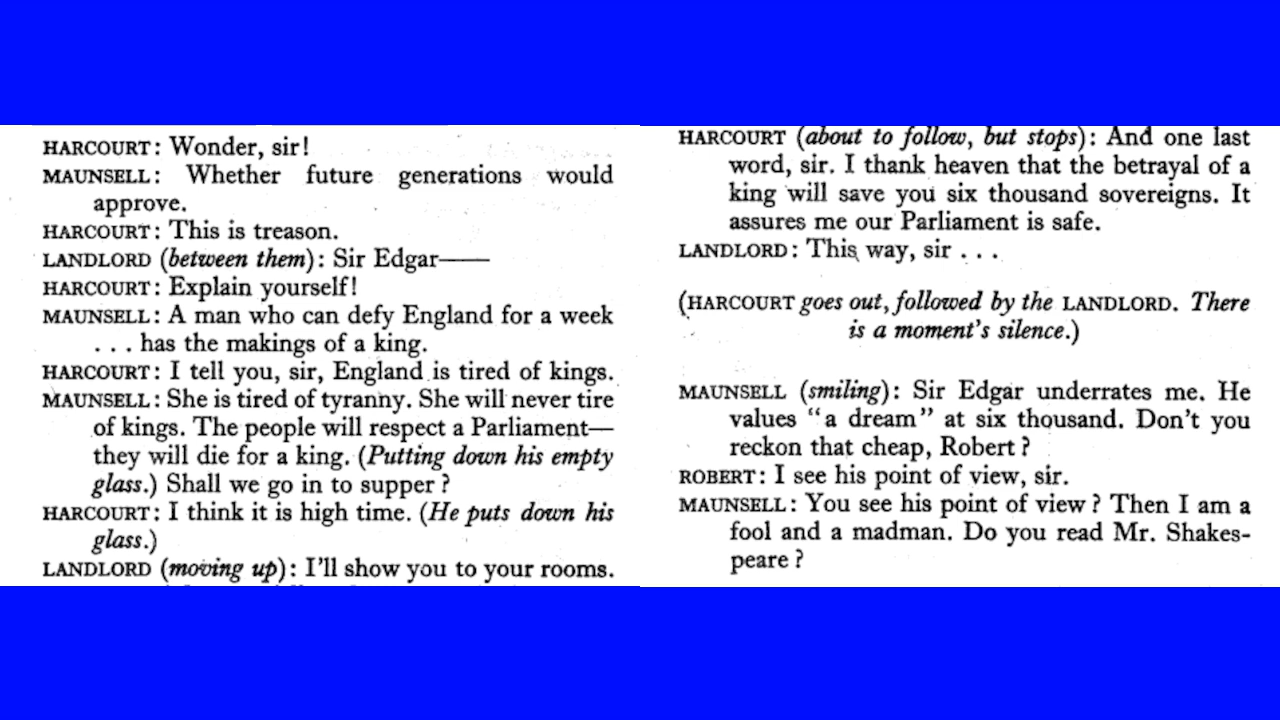 HARCOURT: Wonder, sir!
MAUNSELL: Whether future generations would
approve.
HARCOURT: This is treason.
LANDLORD (between them): Sir Edgar——
HARCOURT: Explain yourself!
MAUNSELL: A man who can defy England for a week
. . . has the makings of a king.
HARCOURT: I tell you, sir, England is tired of kings.
MAUNSELL: She is tired of tyranny. She will never tire
of kings. The people will respect a Parliament—
they will die for a king. (Putting down his empty
glass.) Shall we go in to supper?
HARCOURT: I think it is high time. (He puts down his
glass.)
LANDLORD (moving up): I'll show you to your rooms.
HARCOURT (about to follow, but stops): And one last
word, sir. I thank heaven that the betrayal of a
king will save you six thousand sovereigns. It
assures me our Parliament is safe.
LANDLORD: This way, sir . . .
(HARCOURT goes out, followed by the LANDLORD. There
is a moment's silence.)
MAUNSELL (smiling): Sir Edgar underrates me. He
values "a dream" at six thousand. Don't you
reckon that cheap, Robert?
ROBERT: I see his point of view, sir.
MAUNSELL: You see his point of view? Then I am a
fool and a madman. Do you read Mr. Shakes-
peare?